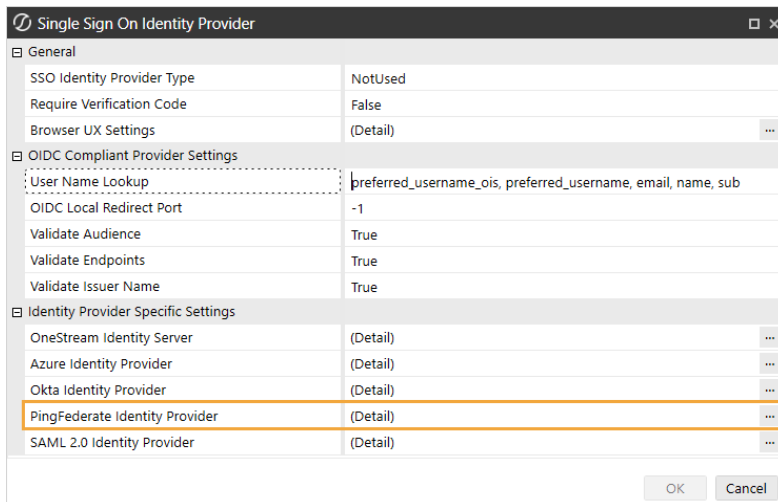 Single Sign On Identity Provider
General
SSO Identity Provider Type NotUsed
Require Verification Code False
Browser UX Settings (Detail) ...
OIDC Compliant Provider Settings
User Name Lookup preferred_username_ois, preferred_username, email, name, sub
OIDC Local Redirect Port -1
Validate Audience True
Validate Endpoints True
Validate Issuer Name True
Identity Provider Specific Settings
OneStream Identity Server (Detail) ...
Azure Identity Provider (Detail) ...
Okta Identity Provider (Detail) ...
PingFederate Identity Provider (Detail) ...
SAML 2.0 Identity Provider (Detail) ...
OK Cancel